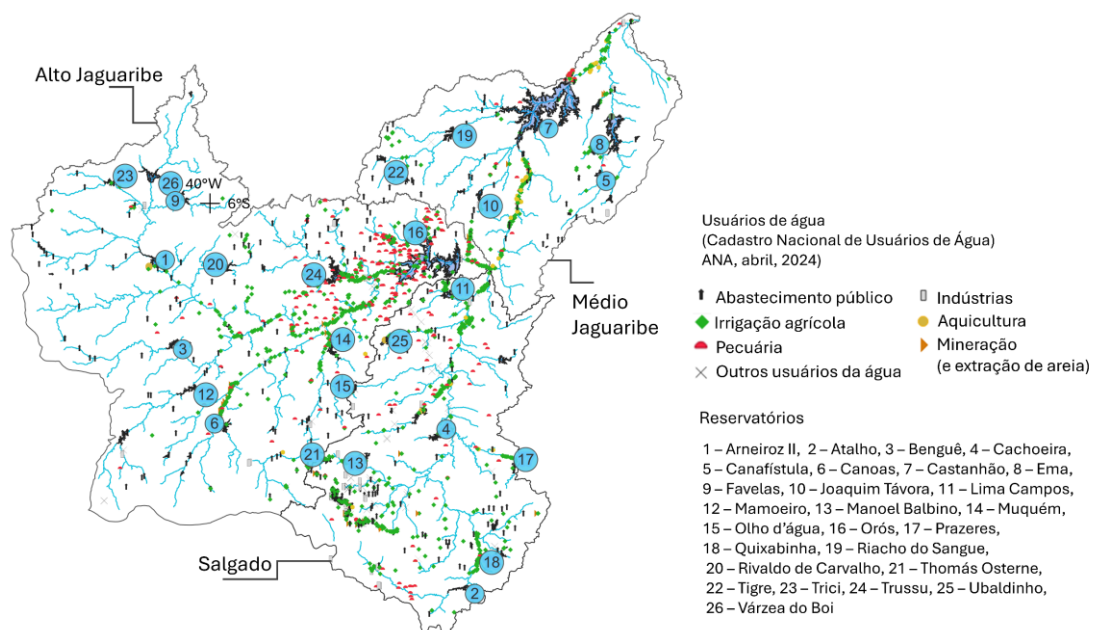 Alto Jaguaribe
23
26
40°W
9
6°S
19
7
8
22
5
10
16
1
20
24
11
Médio
Jaguaribe
14
25
3
12
15
6
4
21
13
17
Salgado
18
2
Usuários de água
(Cadastro Nacional de Usuários de Água)
ANA, abril, 2024)
Abastecimento público
Indústrias
Irrigação agrícola
Aquicultura
Pecuária
Mineração
(e extração de areia)
Outros usuários da água
Reservatórios
1 – Arneiroz II, 2 – Atalho, 3 – Benguê, 4 – Cachoeira,
5 – Canafístula, 6 – Canoas, 7 – Castanhão, 8 – Ema,
9 – Favelas, 10 – Joaquim Távora, 11 – Lima Campos,
12 – Mamoeiro, 13 – Manoel Balbino, 14 – Muquém,
15 – Olho d'água, 16 – Orós, 17 – Prazeres,
18 – Quixabinha, 19 – Riacho do Sangue,
20 – Rivaldo de Carvalho, 21 – Thomás Osterne,
22 – Tigre, 23 – Trici, 24 – Trussu, 25 – Ubaldinho,
26 – Várzea do Boi